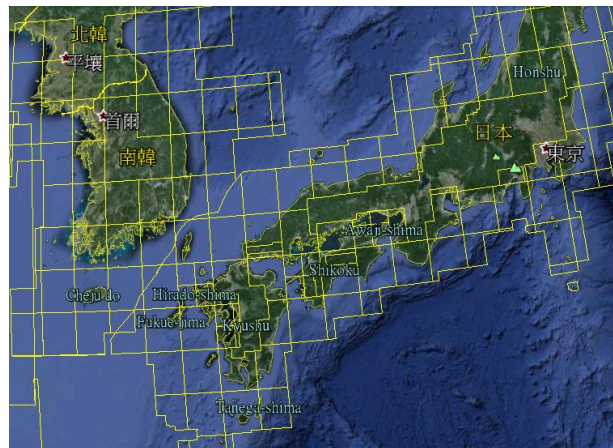 北韓
平壤
首爾
南韓
Honshu
日本
東京
Awaji-shima
Shikoku
Cheju do
Hirado-shima
Fukue-jima
Kyushu
Tanega-shima